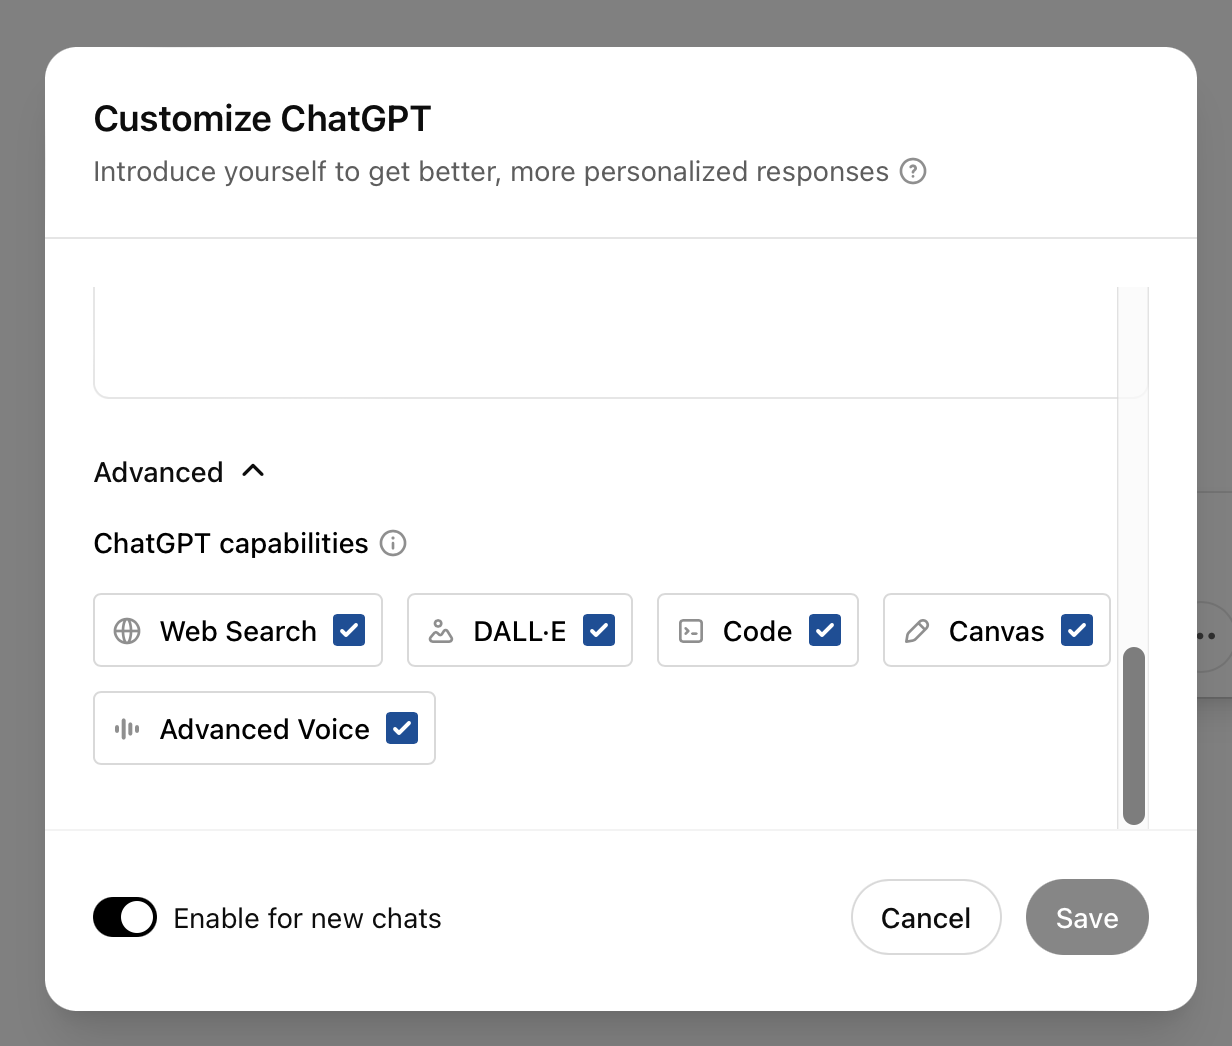 Customize ChatGPT
Introduce yourself to get better, more personalized responses
Advanced
ChatGPT capabilities
Web Search
DALL·E
Code
Canvas
Advanced Voice
Enable for new chats
Cancel
Save